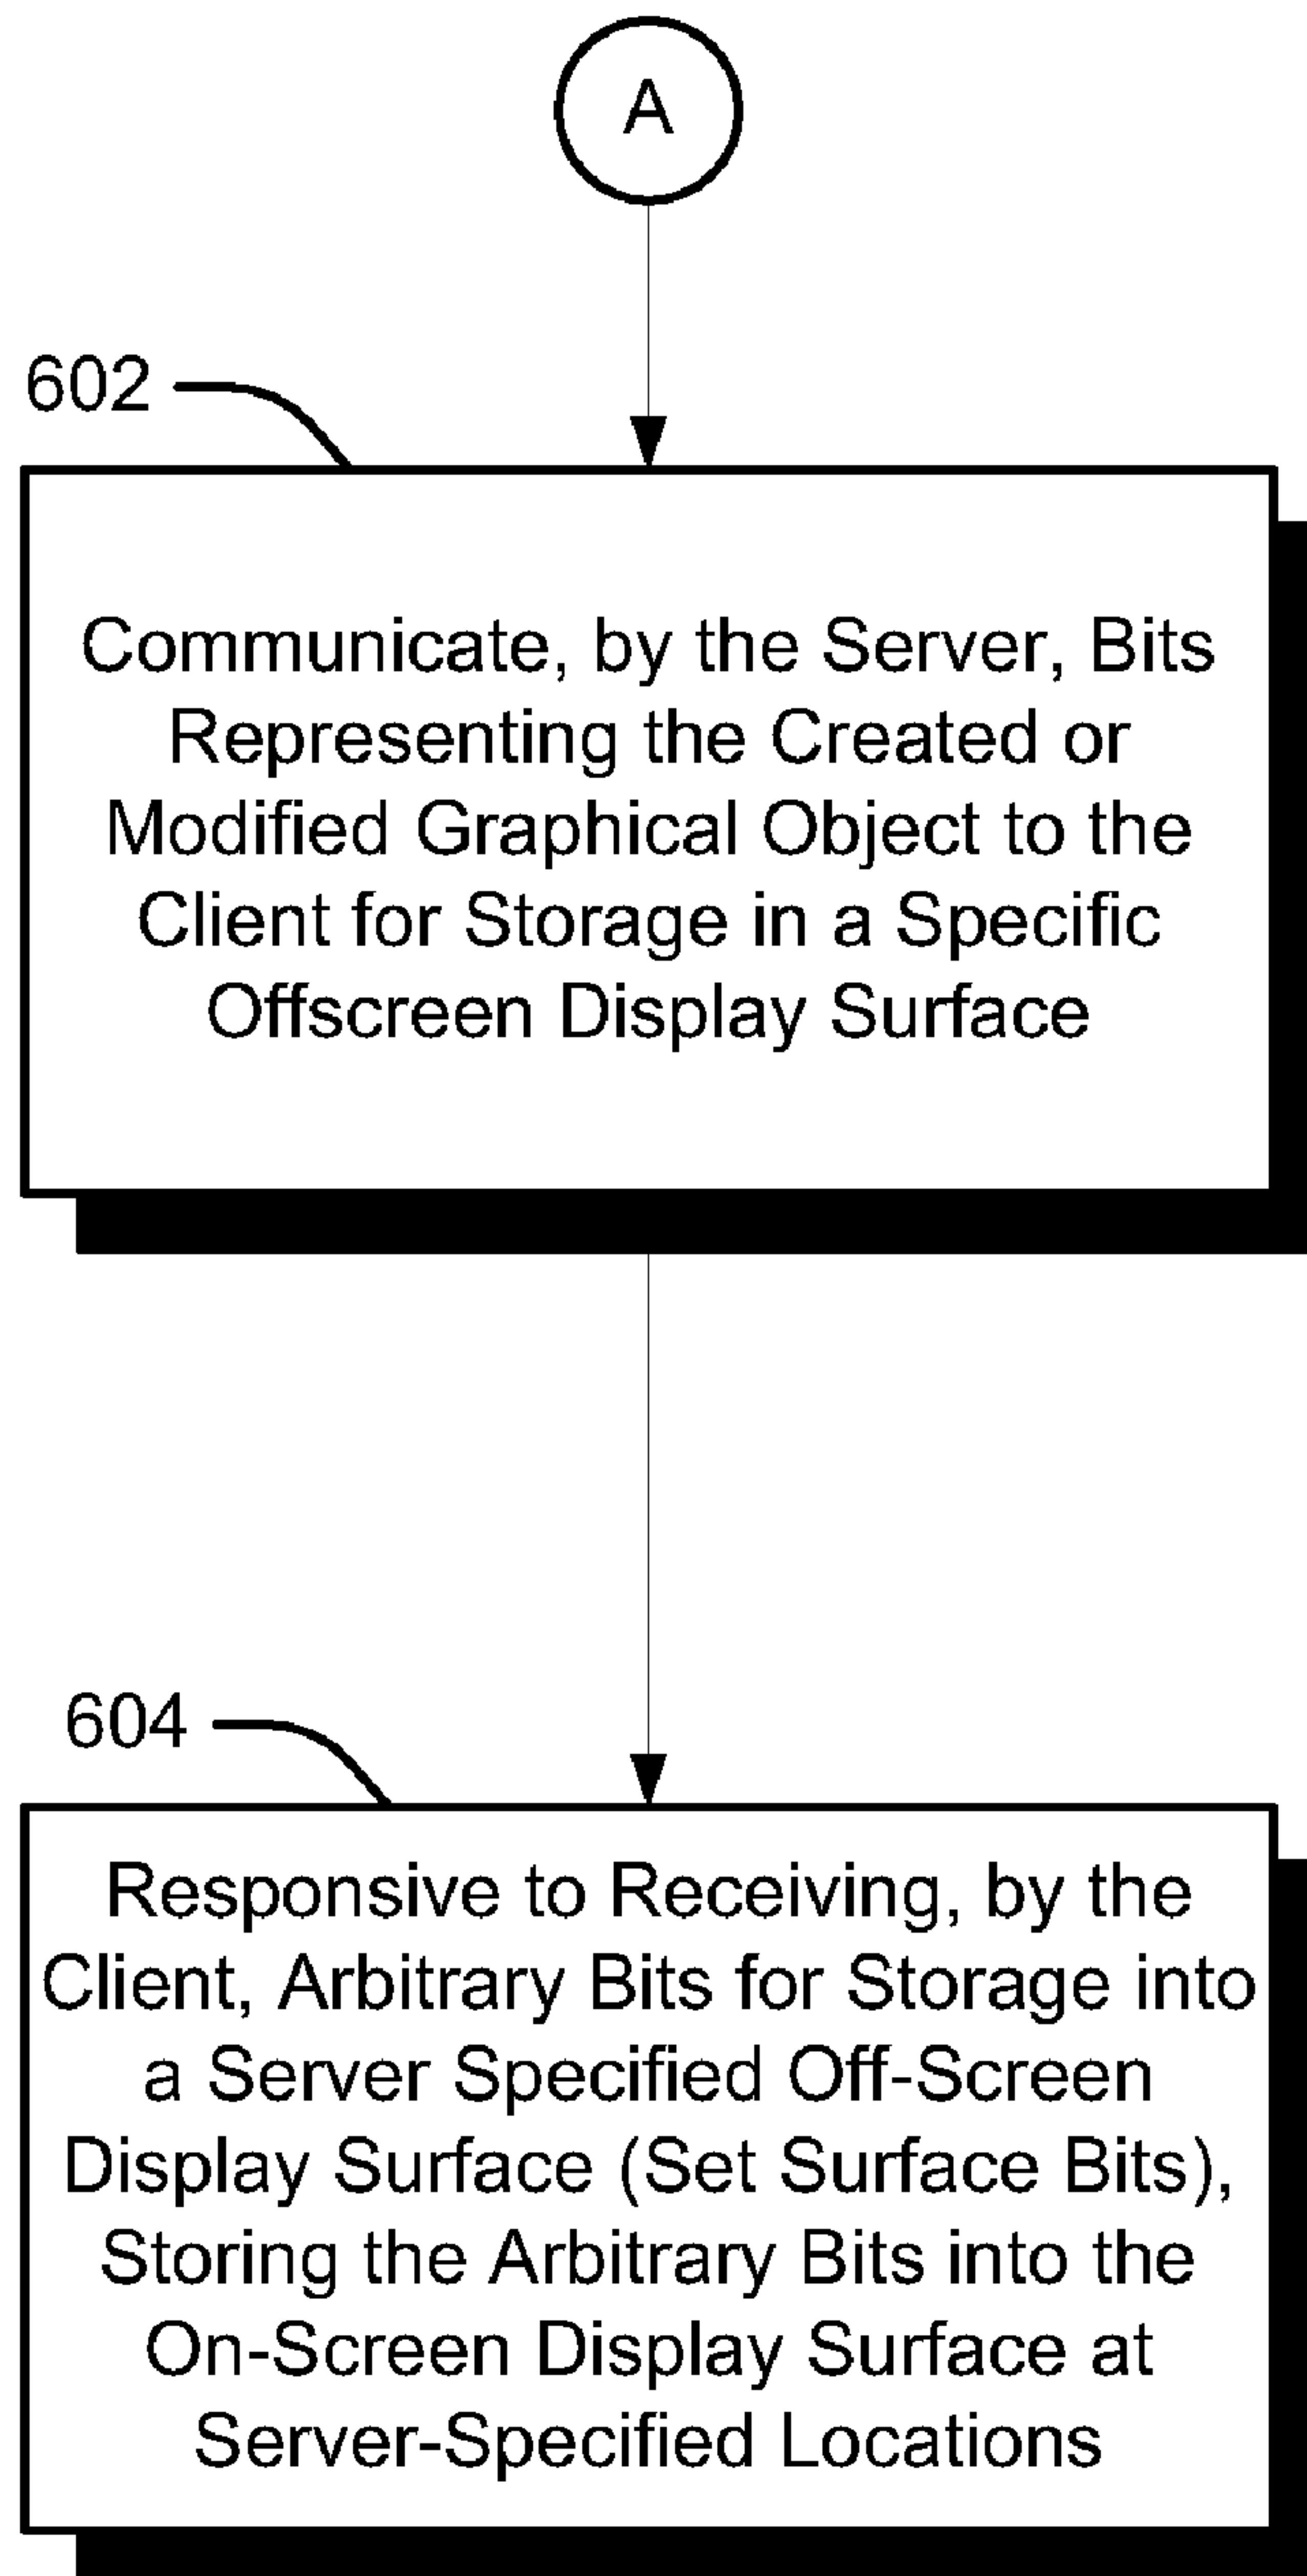 A
602
Communicate, by the Server, Bits
Representing the Created or
Modified Graphical Object to the
Client for Storage in a Specific
Offscreen Display Surface
604
Responsive to Receiving, by the
Client, Arbitrary Bits for Storage into
a Server Specified Off-Screen
Display Surface (Set Surface Bits),
Storing the Arbitrary Bits into the
On-Screen Display Surface at
Server-Specified Locations